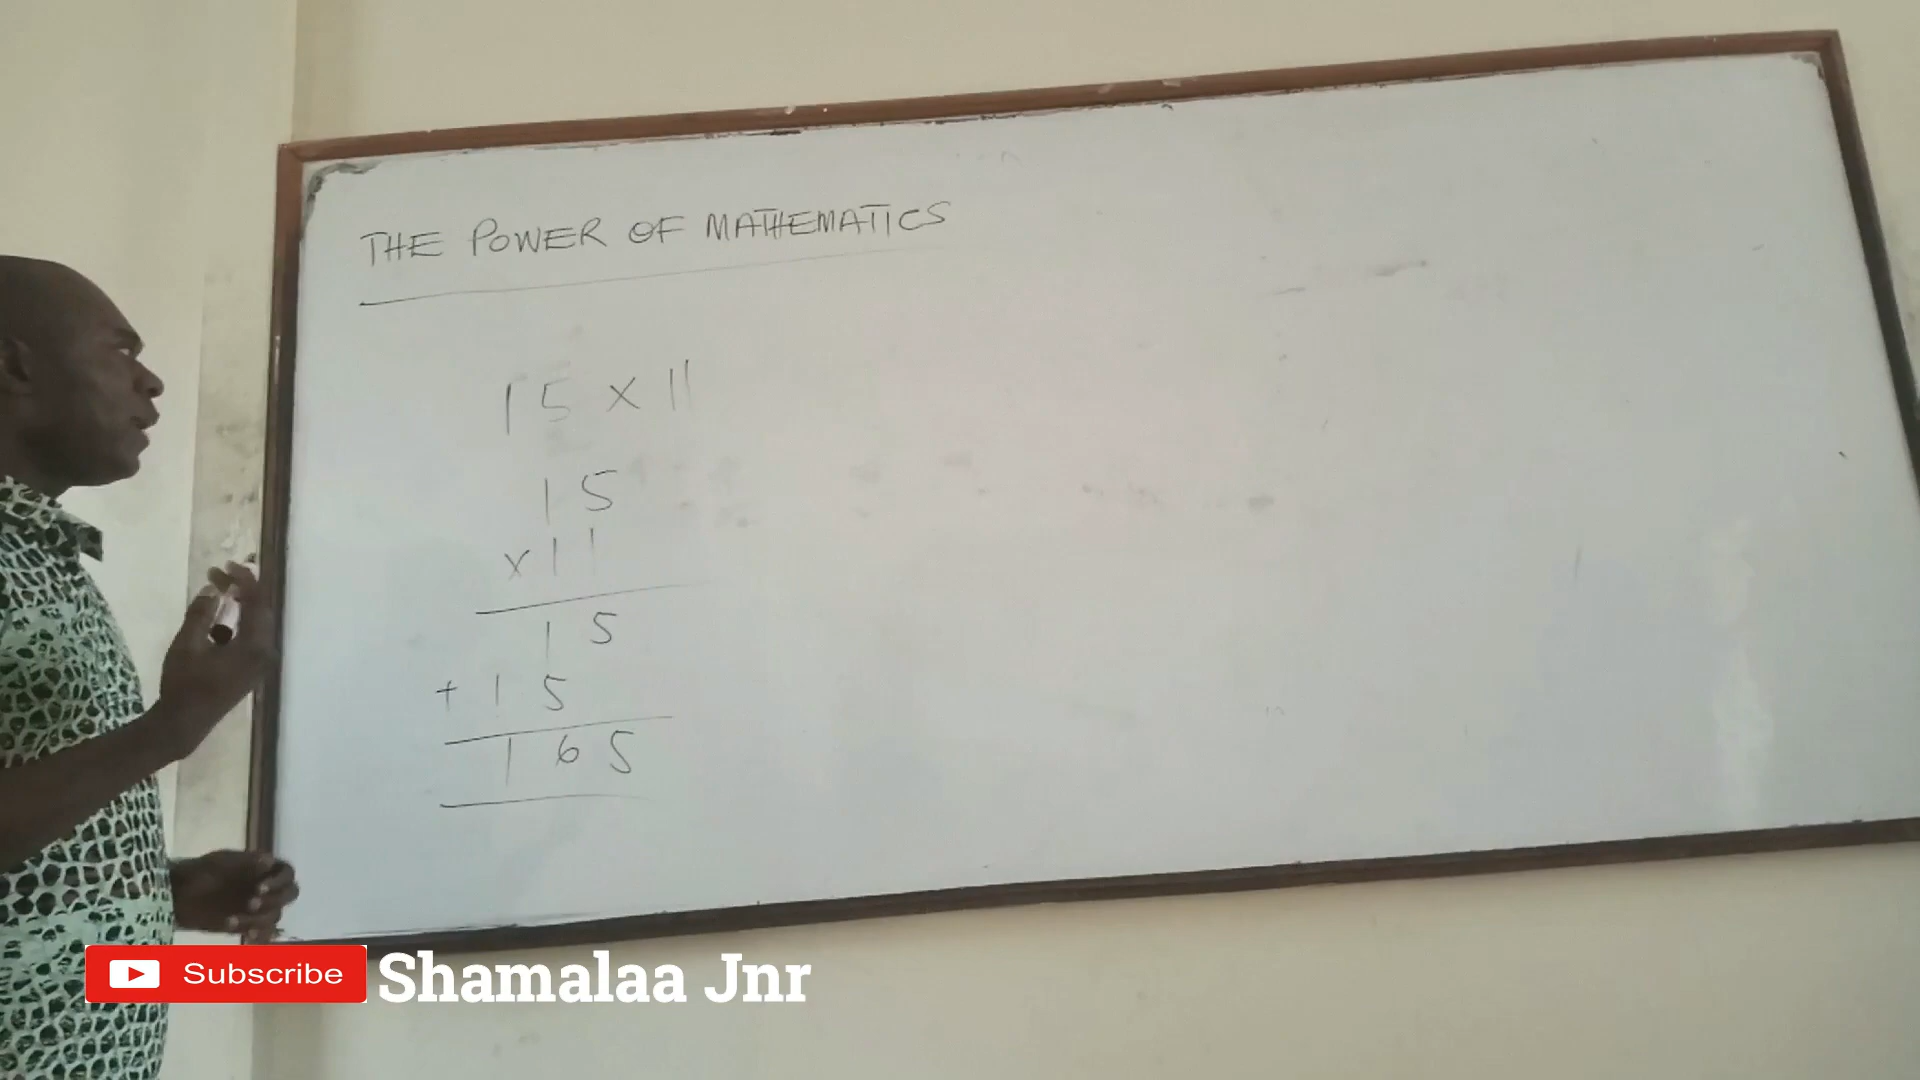 THE POWER OF MATHEMATICS
15 x 11
15
x 11
15
+ 15
165
Subscribe Shamalaa Jnr